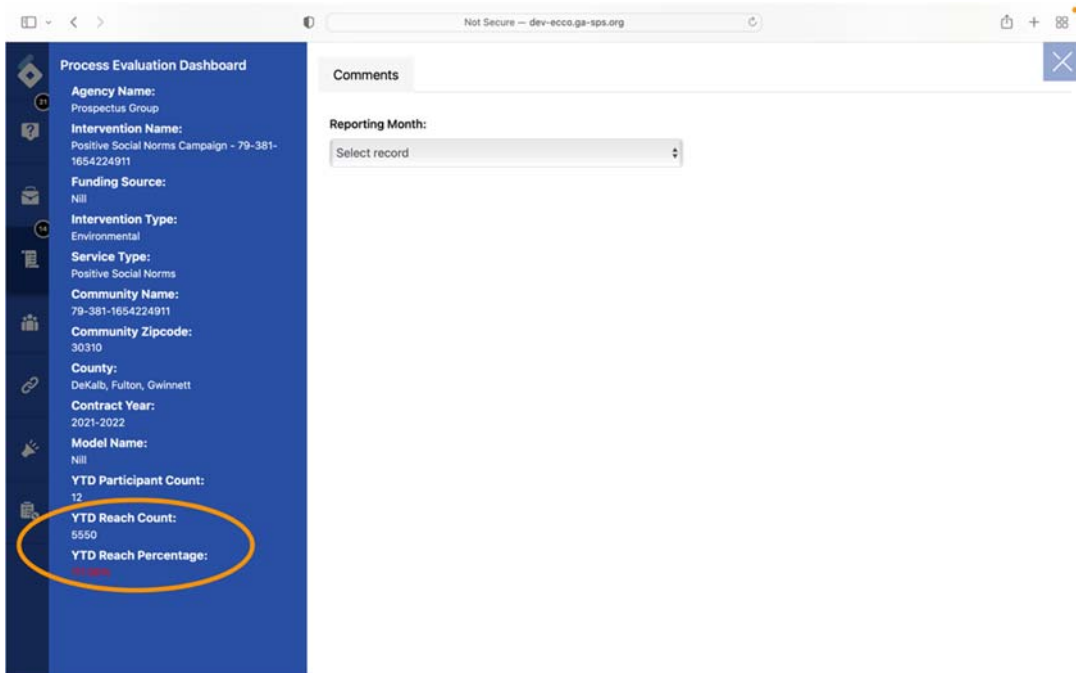 Not Secure — dev-ecco.ga-sps.org
Process Evaluation Dashboard
Agency Name:
Prospectus Group
Intervention Name:
Positive Social Norms Campaign - 79-381-
1654224911
Funding Source:
Nill
Intervention Type:
Environmental
Service Type:
Positive Social Norms
Community Name:
79-381-1654224911
Community Zipcode:
30310
County:
DeKalb, Fulton, Gwinnett
Contract Year:
2021-2022
Model Name:
Nill
YTD Participant Count:
12
YTD Reach Count:
5550
YTD Reach Percentage:
21
14
Comments
Reporting Month:
Select record